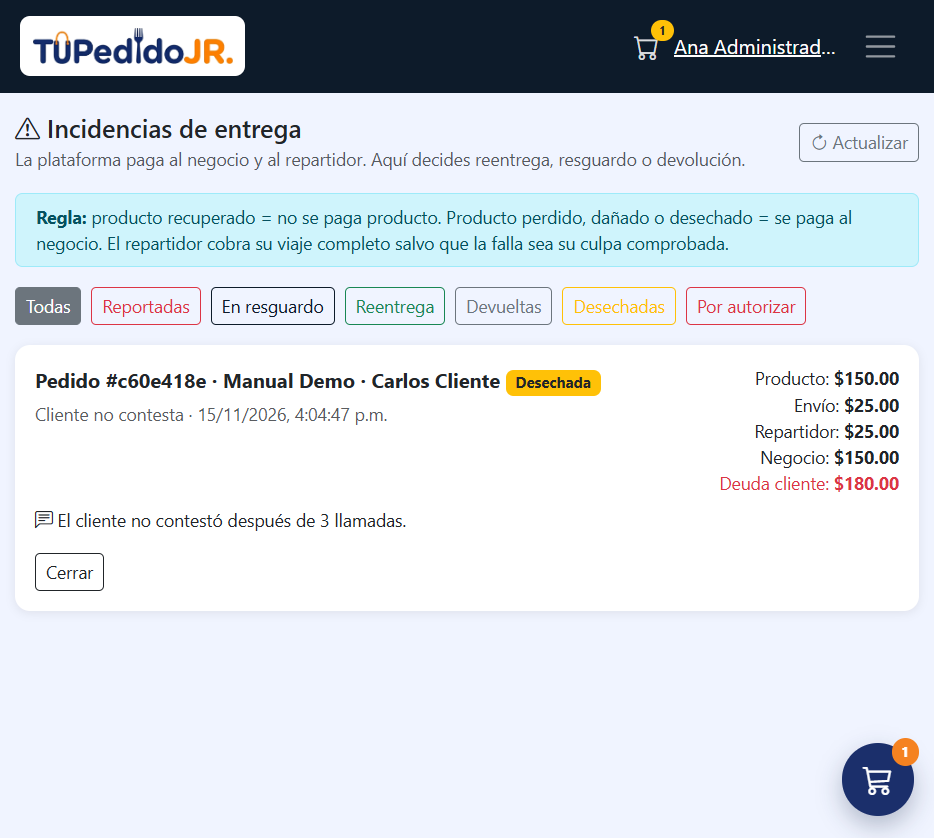 TUPedidoJR.
1
Ana Administrad...
Incidencias de entrega
La plataforma paga al negocio y al repartidor. Aquí decides reentrega, resguardo o devolución.
Actualizar
Regla: producto recuperado = no se paga producto. Producto perdido, dañado o desechado = se paga al
negocio. El repartidor cobra su viaje completo salvo que la falla sea su culpa comprobada.
Todas
Reportadas
En resguardo
Reentrega
Devueltas
Desechadas
Por autorizar
Pedido #c60e418e · Manual Demo · Carlos Cliente
Desechada
Cliente no contesta · 15/11/2026, 4:04:47 p.m.
Producto: $150.00
Envío: $25.00
Repartidor: $25.00
Negocio: $150.00
Deuda cliente: $180.00
El cliente no contestó después de 3 llamadas.
Cerrar
1